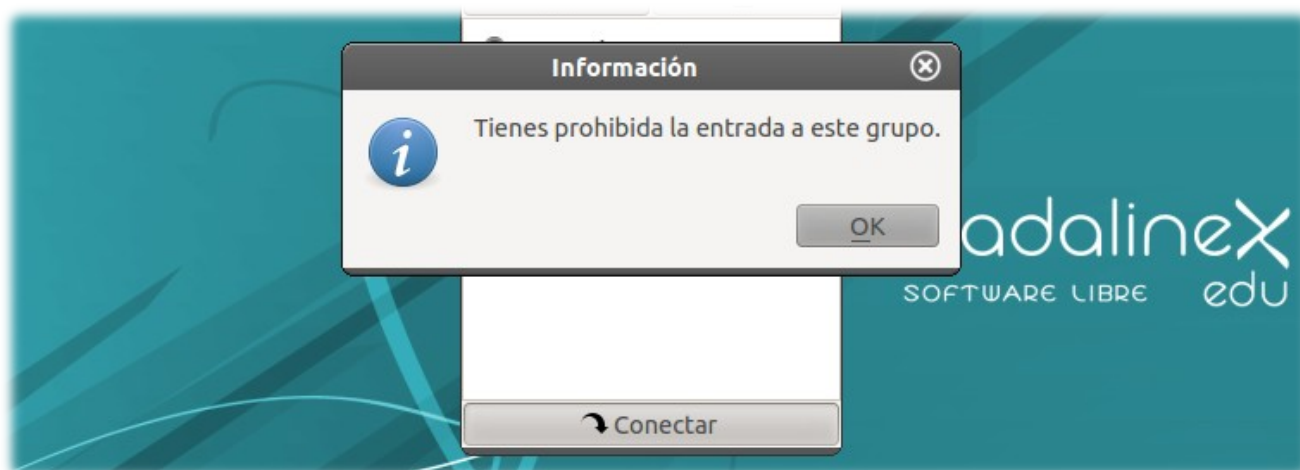 Información
Tienes prohibida la entrada a este grupo.
OK
adalinex
SOFTWARE LIBRE edu
Conectar